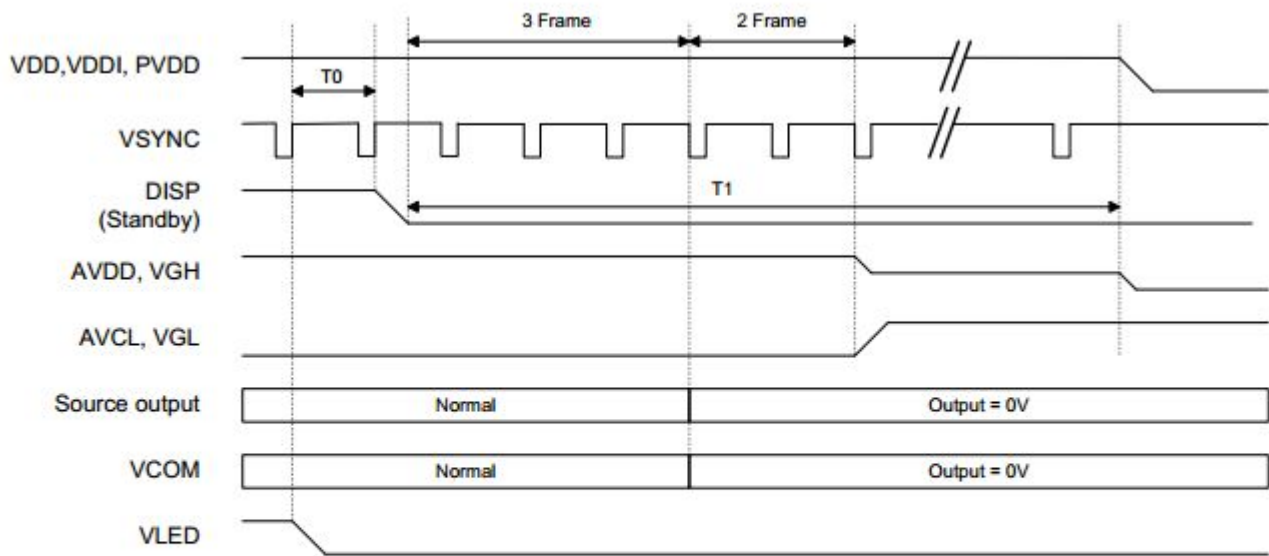 3 Frame
2 Frame
VDD,VDDI, PVDD
T0
VSYNC
DISP
(Standby)
T1
AVDD, VGH
AVCL, VGL
Source output
Normal
Output = 0V
VCOM
Normal
Output = 0V
VLED